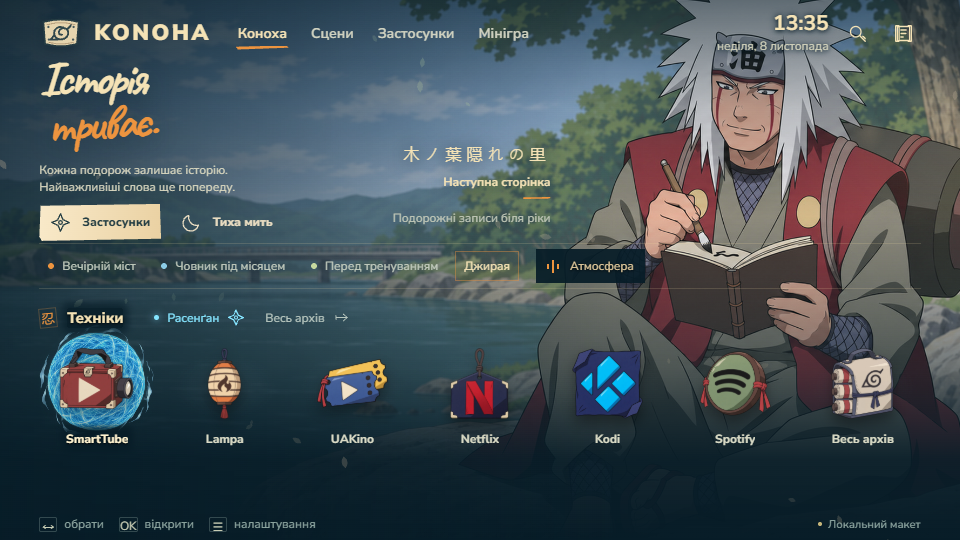 KONOHA
Коноха
Сцени
Застосунки
Мініігра
13:35
неділя, 8 листопада
油
Історія
триває.
Кожна подорож залишає історію.
Найважливіші слова ще попереду.
木ノ葉隠れの里
Наступна сторінка
Подорожні записи біля ріки
Застосунки
Тиха мить
Вечірній міст
Човник під місяцем
Перед тренуванням
Джирая
Атмосфера
忍
Техніки
Расенґан
Весь архів
SmartTube
Lampa
UAKino
Netflix
Kodi
Spotify
Весь архів
OK
обрати
відкрити
налаштування
Локальний макет